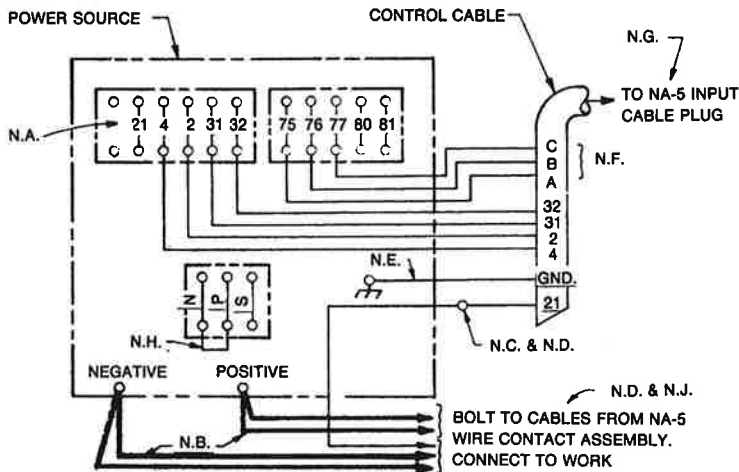 POWER SOURCE
CONTROL CABLE
N.G.
TO NA-5 INPUT
CABLE PLUG
N.A.
21 4 2 31 32
75 76 77 80 81
C
B
A
N.F.
32
31
2
4
N.E.
GND.
21
N P S
N.H.
N.C. & N.D.
NEGATIVE
POSITIVE
N.D. & N.J.
N.B.
BOLT TO CABLES FROM NA-5
WIRE CONTACT ASSEMBLY.
CONNECT TO WORK